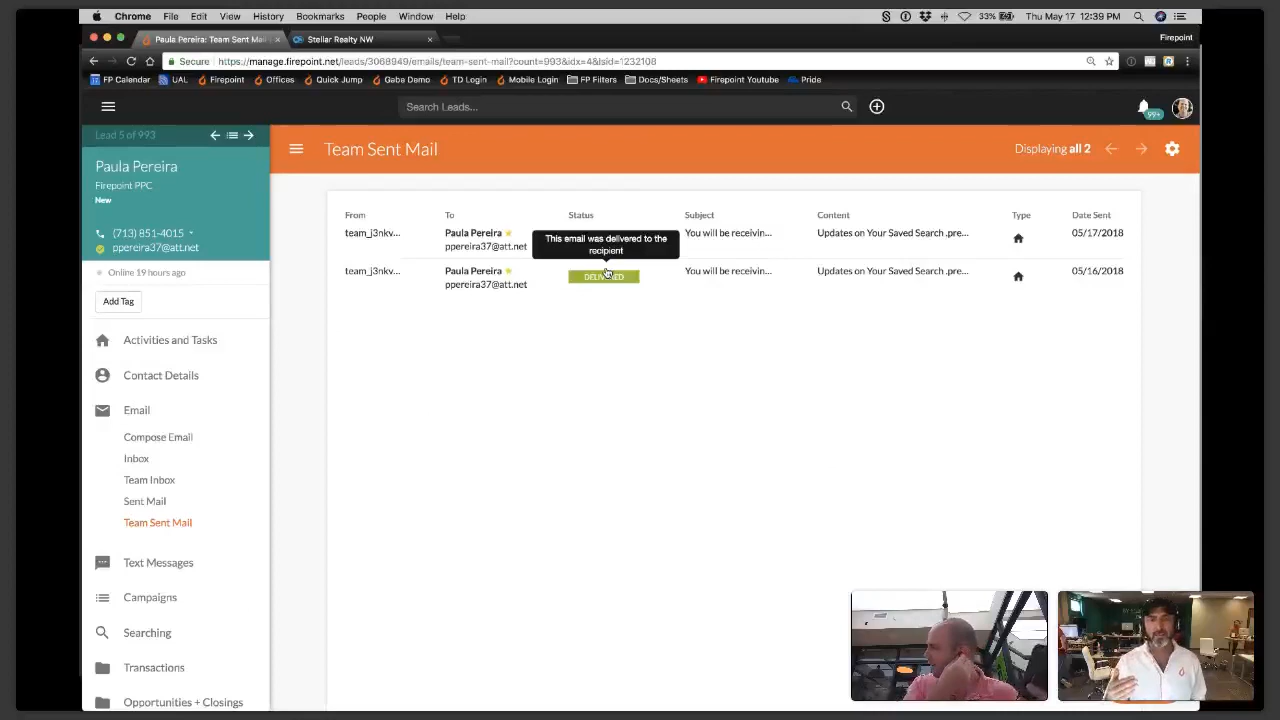 Chrome File Edit View History Bookmarks People Window Help 33% Thu May 17 12:39 PM
Paula Pereira: Team Sent Mail Stellar Realty NW Firepoint
Secure https://manage.firepoint.net/leads/3068949/emails/team-sent-mail?count=993&idx=4&lsid=1232108
FP Calendar UAL Firepoint Offices Quick Jump Gabe Demo TD Login Mobile Login FP Filters Docs/Sheets Firepoint Youtube Pride
Search Leads... 99+
Lead 5 of 993
Paula Pereira
Firepoint PPC
New
(713) 851-4015
ppereira37@att.net
Online 19 hours ago
Add Tag
Activities and Tasks
Contact Details
Email
Compose Email
Inbox
Team Inbox
Sent Mail
Team Sent Mail
Text Messages
Campaigns
Searching
Transactions
Opportunities + Closings
Team Sent Mail Displaying all 2
From To Status Subject Content Type Date Sent
team_j3nkv... Paula Pereira You will be receivin... Updates on Your Saved Search .pre... 05/17/2018
ppereira37@att.net
This email was delivered to the
recipient
team_j3nkv... Paula Pereira DELIVERED You will be receivin... Updates on Your Saved Search .pre... 05/16/2018
ppereira37@att.net